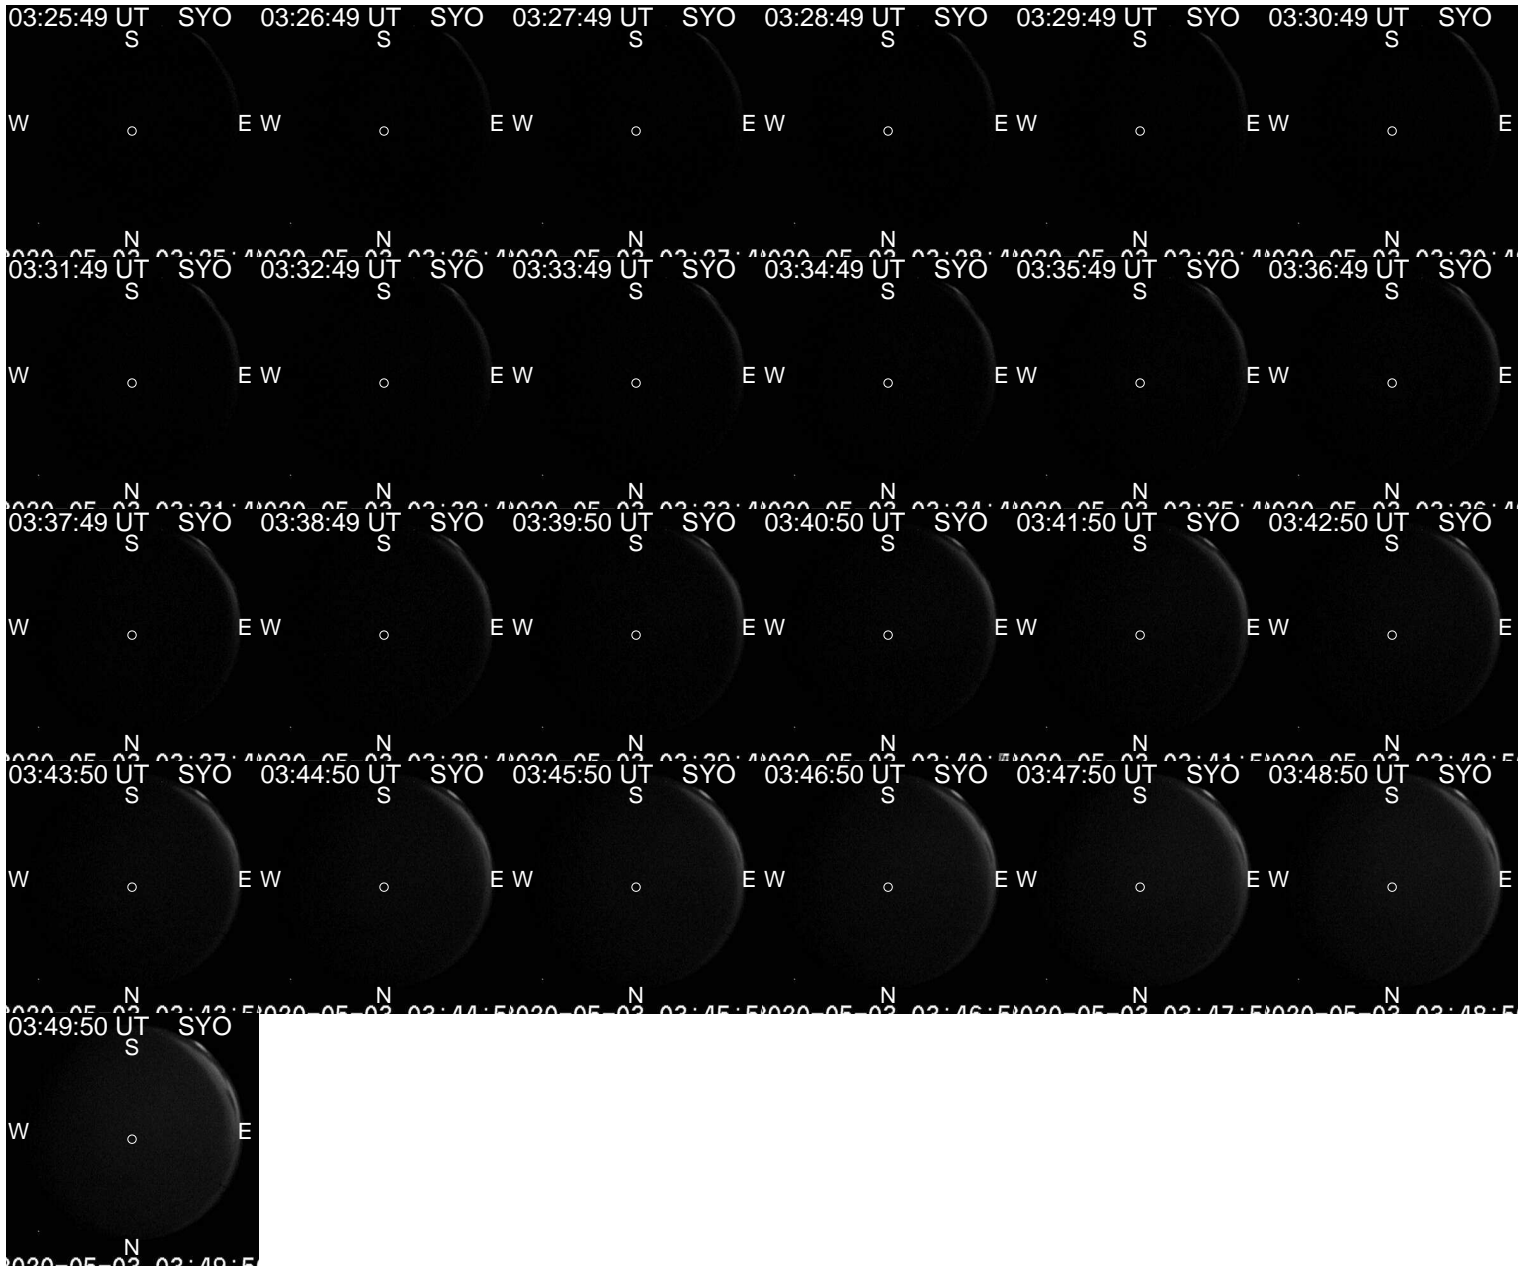 03:25:49 UT SYO 03:26:49 UT SYO 03:27:49 UT SYO 03:28:49 UT SYO 03:29:49 UT SYO 03:30:49 UT SYO
S S S S S S
W E W E W E W E W E W E
N N N N N N
03:31:49 UT SYO 03:32:49 UT SYO 03:33:49 UT SYO 03:34:49 UT SYO 03:35:49 UT SYO 03:36:49 UT SYO
S S S S S S
W E W E W E W E W E W E
N N N N N N
03:37:49 UT SYO 03:38:49 UT SYO 03:39:50 UT SYO 03:40:50 UT SYO 03:41:50 UT SYO 03:42:50 UT SYO
S S S S S S
W E W E W E W E W E W E
N N N N N N
03:43:50 UT SYO 03:44:50 UT SYO 03:45:50 UT SYO 03:46:50 UT SYO 03:47:50 UT SYO 03:48:50 UT SYO
S S S S S S
W E W E W E W E W E W E
N N N N N N
03:49:50 UT SYO
S
W E
N